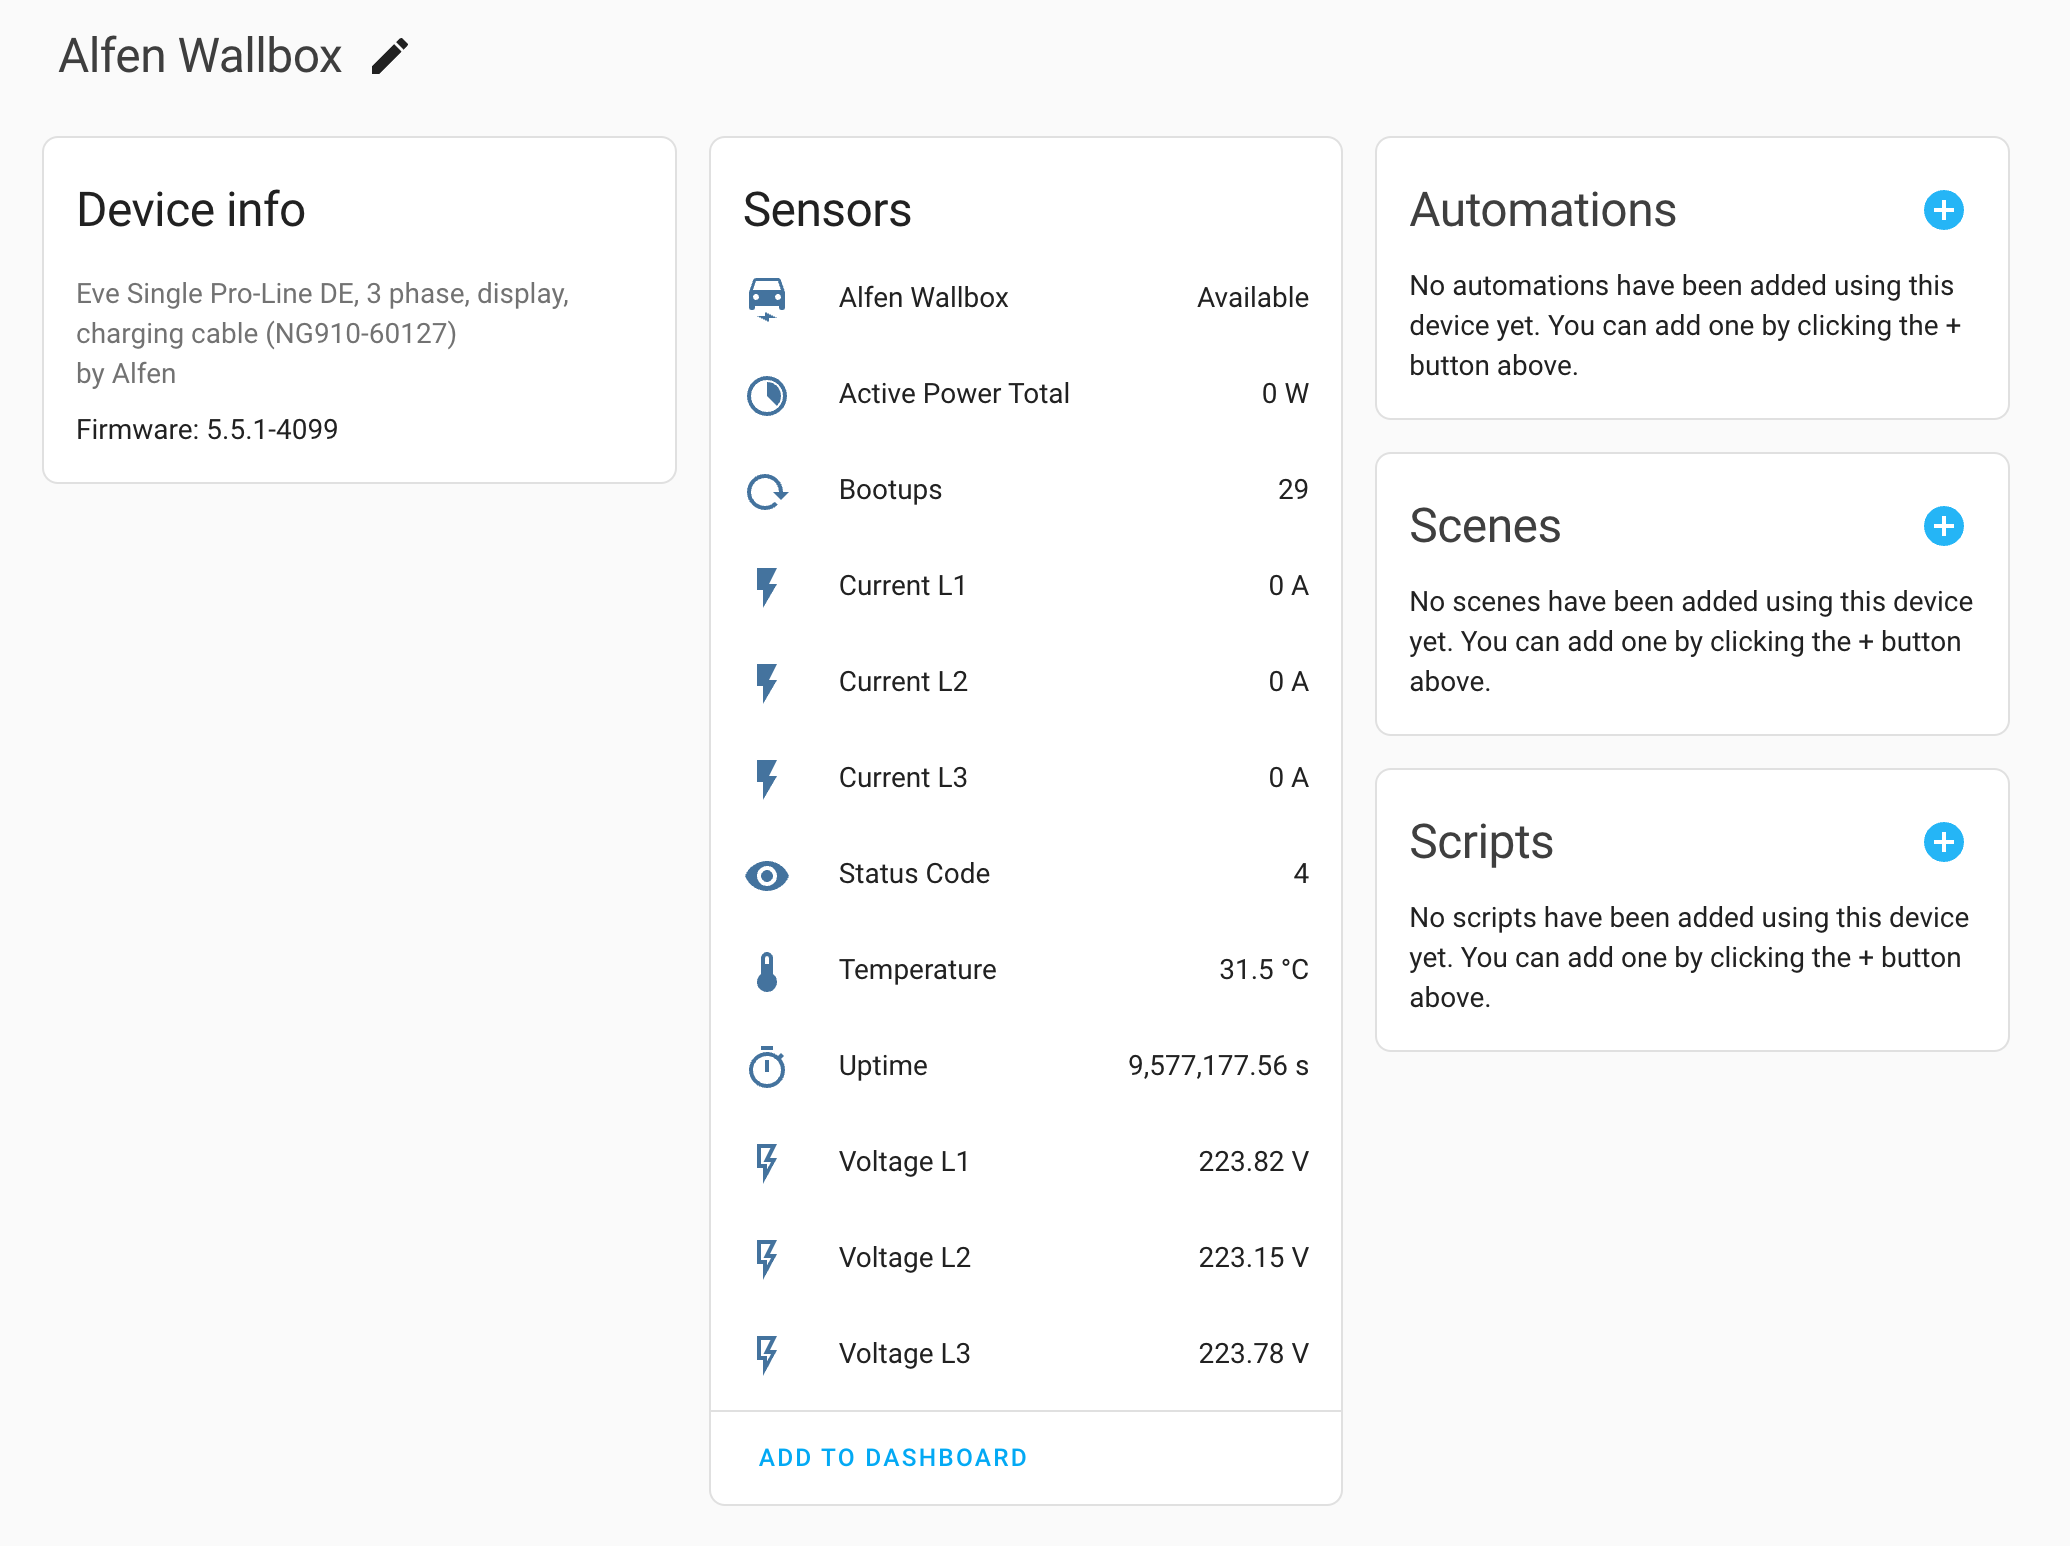 Alfen Wallbox
Device info
Eve Single Pro-Line DE, 3 phase, display,
charging cable (NG910-60127)
by Alfen
Firmware: 5.5.1-4099
Sensors
Alfen Wallbox Available
Active Power Total 0 W
Bootups 29
Current L1 0 A
Current L2 0 A
Current L3 0 A
Status Code 4
Temperature 31.5 °C
Uptime 9,577,177.56 s
Voltage L1 223.82 V
Voltage L2 223.15 V
Voltage L3 223.78 V
ADD TO DASHBOARD
Automations
No automations have been added using this
device yet. You can add one by clicking the +
button above.
Scenes
No scenes have been added using this device
yet. You can add one by clicking the + button
above.
Scripts
No scripts have been added using this device
yet. You can add one by clicking the + button
above.